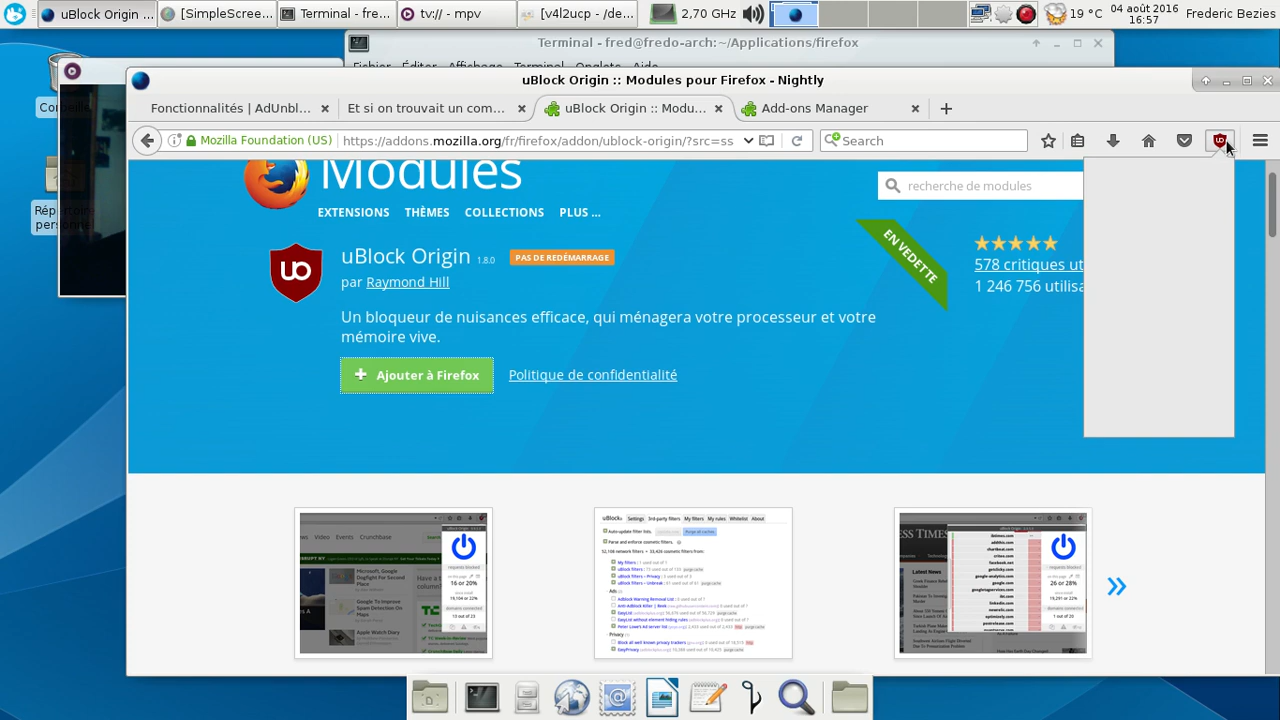 uBlock Origin ...
[SimpleScree...
Terminal - fre...
tv:// - mpv
[v4l2ucp - /de...
2,70 GHz
19 °C
04 août 2016
16:57
Frederic Bezies
Terminal - fred@fredo-arch:~/Applications/firefox
Fichier Éditer Affichage Terminal Onglets Aide
uBlock Origin :: Modules pour Firefox - Nightly
Fonctionnalités | AdUnbl...
Et si on trouvait un com...
uBlock Origin :: Modu...
Add-ons Manager
Mozilla Foundation (US)
https://addons.mozilla.org/fr/firefox/addon/ublock-origin/?src=ss
Search
Modules
recherche de modules
EXTENSIONS THÈMES COLLECTIONS PLUS ...
uBlock Origin 1.8.0 PAS DE REDÉMARRAGE
par Raymond Hill
EN VEDETTE
578 critiques ut
1 246 756 utilisa
Un bloqueur de nuisances efficace, qui ménagera votre processeur et votre
mémoire vive.
Ajouter à Firefox
Politique de confidentialité
Répertoire
personnel